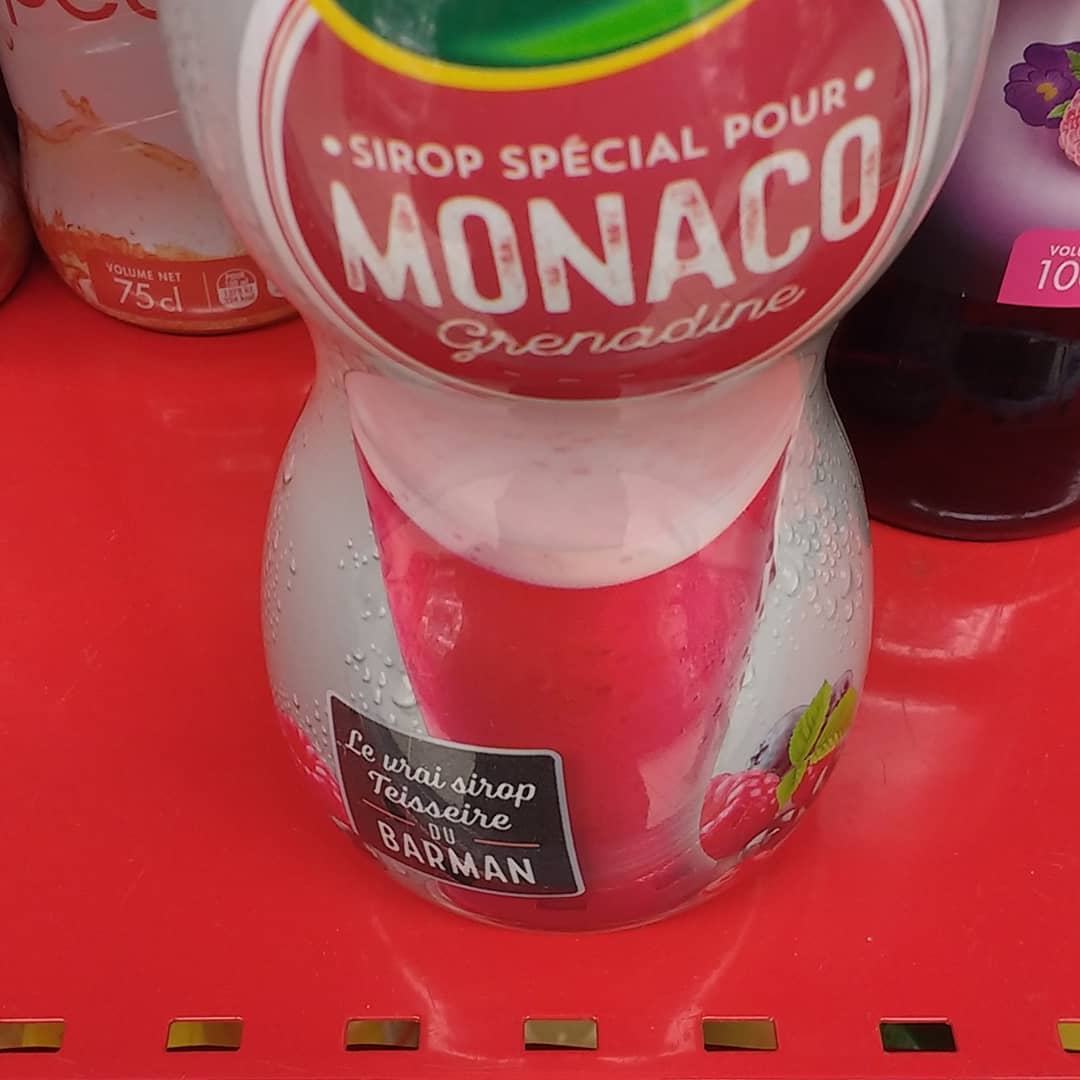 • SIROP SPÉCIAL POUR •
MONACO
Grenadine
Le vrai sirop
Teisseire
DU
BARMAN
VOLUME NET
75 cl